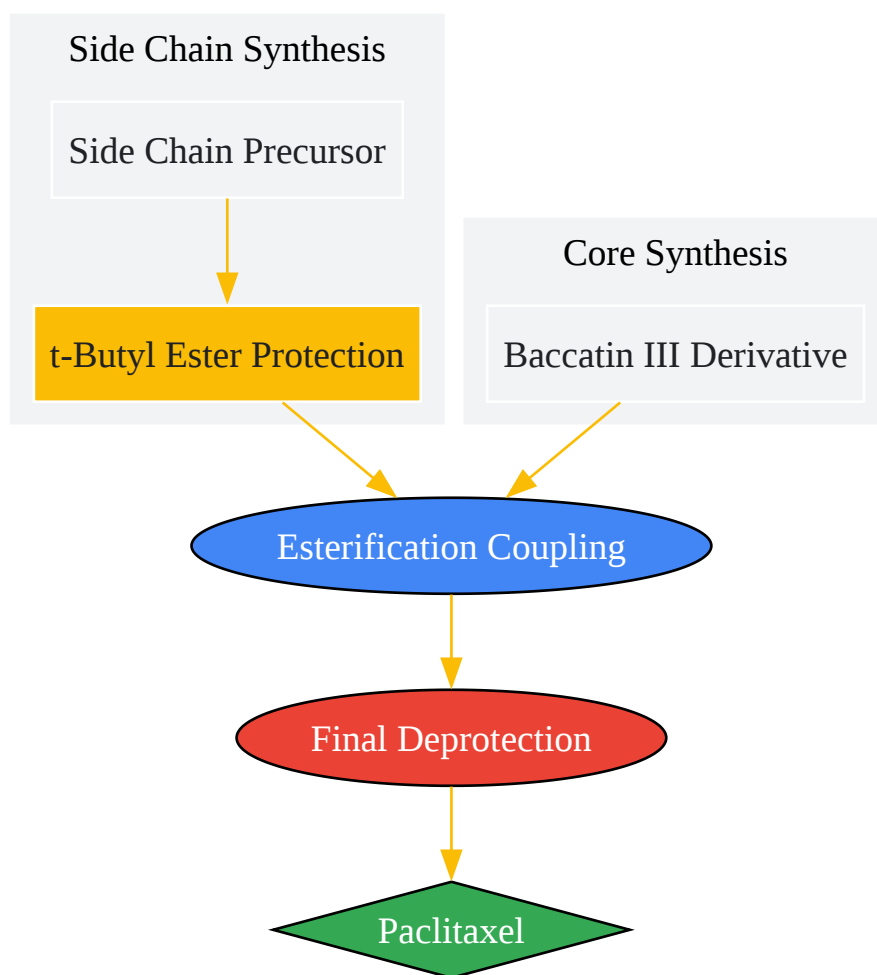 Side Chain Synthesis
Side Chain Precursor
t-Butyl Ester Protection
Core Synthesis
Baccatin III Derivative
Esterification Coupling
Final Deprotection
Paclitaxel